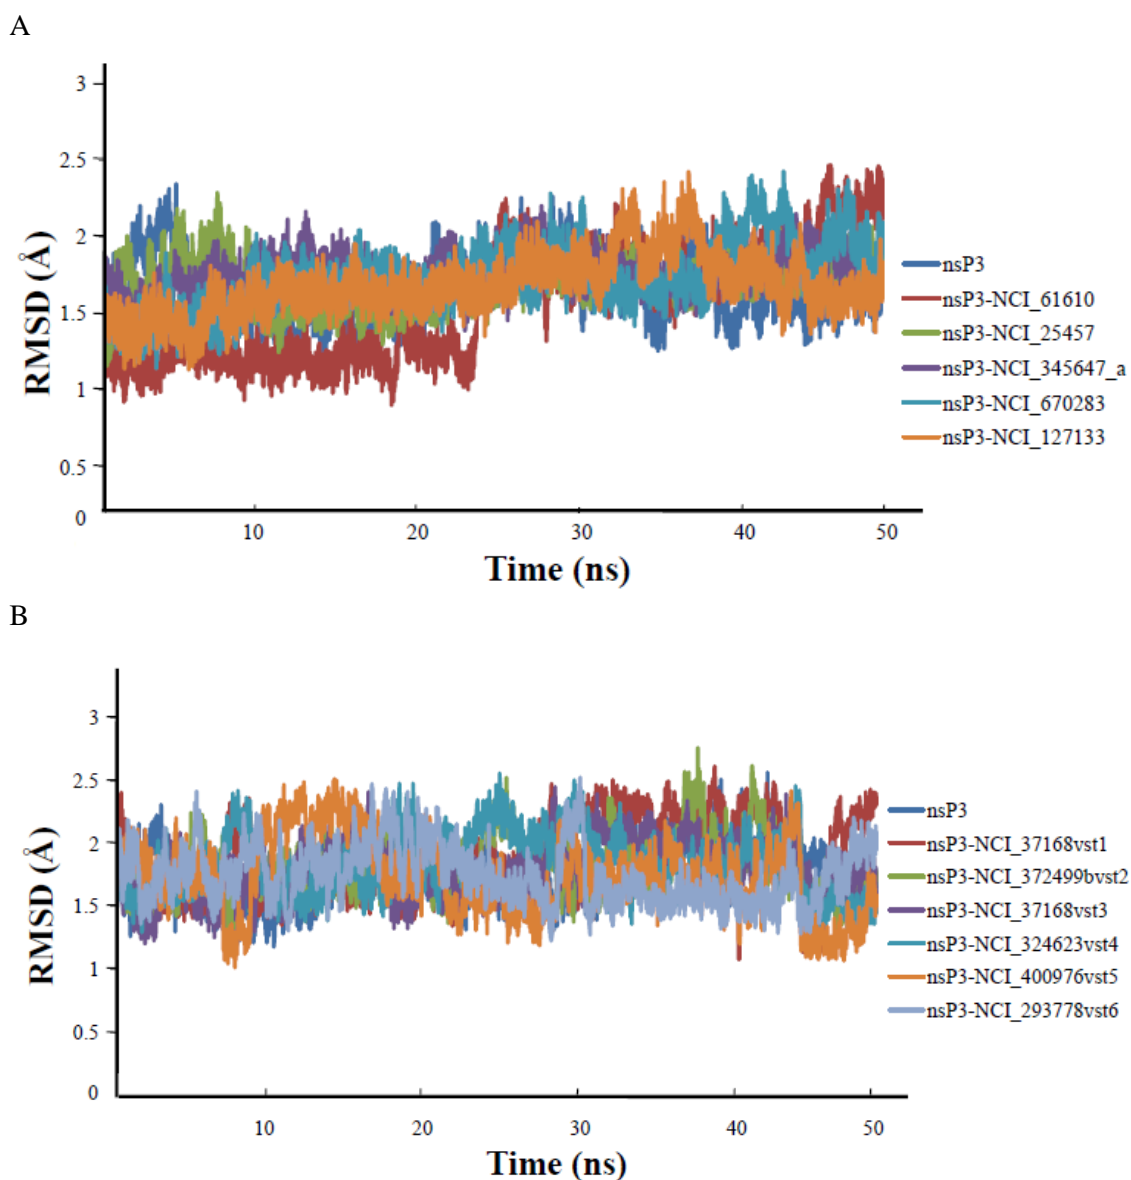 A
3
2.5
2
1.5
1
0.5
0
RMSD (Å)
10 20 30 40 50
Time (ns)
nsP3
nsP3-NCI_61610
nsP3-NCI_25457
nsP3-NCI_345647_a
nsP3-NCI_670283
nsP3-NCI_127133
B
3
2.5
2
1.5
1
0.5
0
RMSD (Å)
10 20 30 40 50
Time (ns)
nsP3
nsP3-NCI_37168vst1
nsP3-NCI_372499bvst2
nsP3-NCI_37168vst3
nsP3-NCI_324623vst4
nsP3-NCI_400976vst5
nsP3-NCI_293778vst6